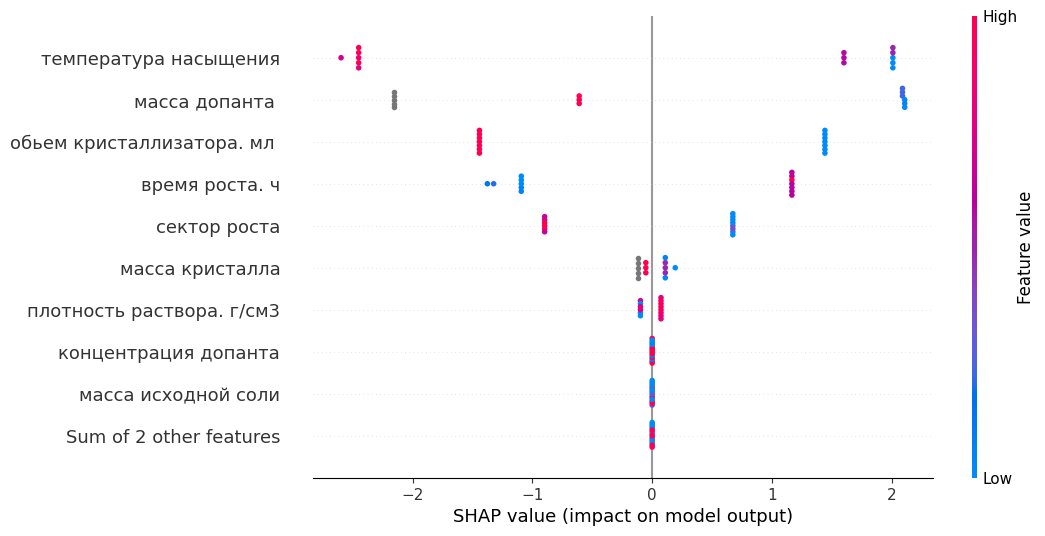 High
температура насыщения
масса допанта
обьем кристаллизатора. мл
время роста. ч
сектор роста
масса кристалла
плотность раствора. г/см3
концентрация допанта
масса исходной соли
Sum of 2 other features
Feature value
Low
−2 −1 0 1 2
SHAP value (impact on model output)